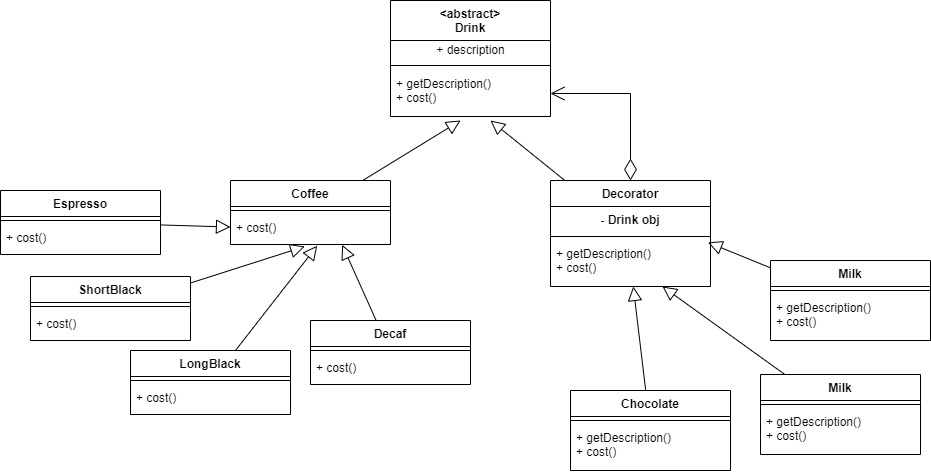 <abstract>
Drink
+ description
+ getDescription()
+ cost()
Coffee
+ cost()
Decorator
- Drink obj
+ getDescription()
+ cost()
Espresso
+ cost()
ShortBlack
+ cost()
LongBlack
+ cost()
Decaf
+ cost()
Milk
+ getDescription()
+ cost()
Chocolate
+ getDescription()
+ cost()
Milk
+ getDescription()
+ cost()